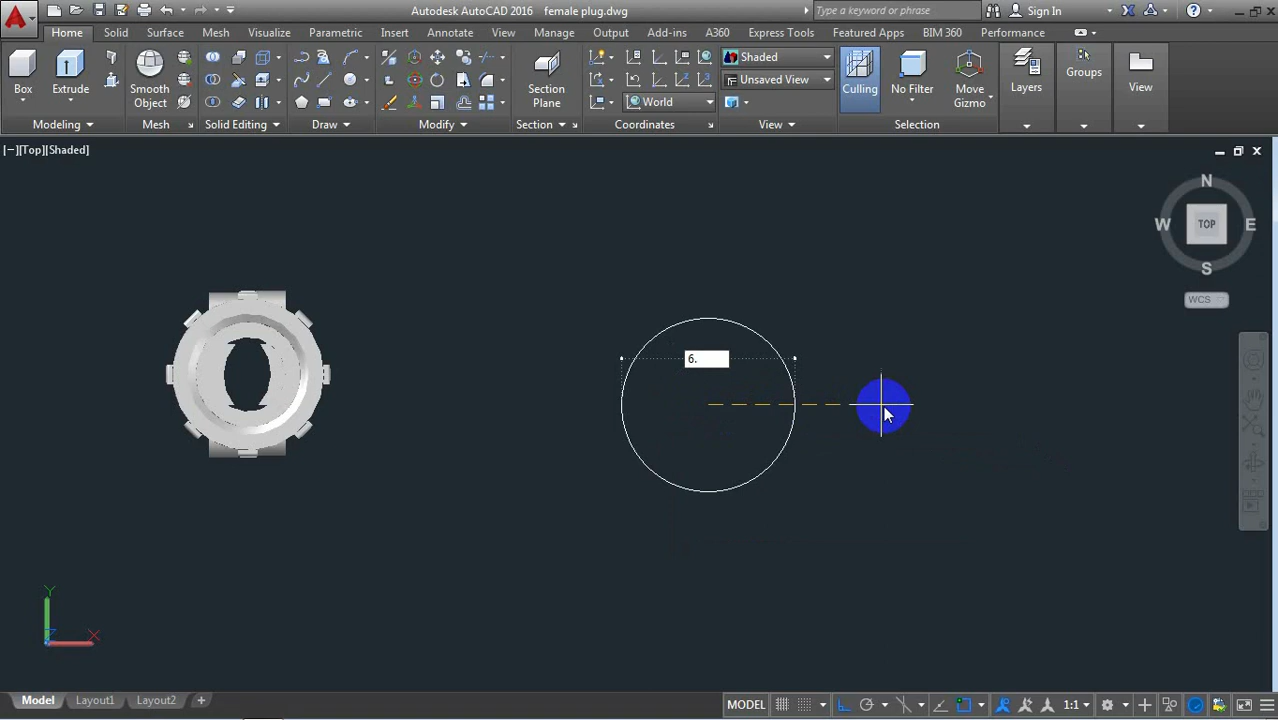 Autodesk AutoCAD 2016 female plug.dwg
Type a keyword or phrase
Sign In
Home Solid Surface Mesh Visualize Parametric Insert Annotate View Manage Output Add-ins A360 Express Tools Featured Apps BIM 360 Performance
Box
Extrude
Smooth
Object
Section
Plane
Shaded
Unsaved View
World
Culling
No Filter
Move
Gizmo
Layers
Groups
View
Modeling Mesh Solid Editing Draw Modify Section Coordinates View Selection
[−][Top][Shaded]
N
W
TOP
E
S
WCS
6.
Y
X
Model Layout1 Layout2 +
MODEL
1:1